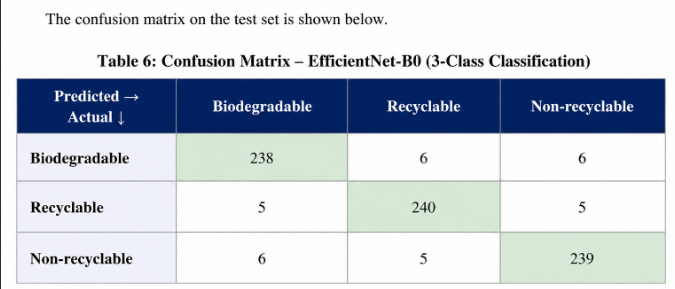 The confusion matrix on the test set is shown below.
Table 6: Confusion Matrix – EfficientNet-B0 (3-Class Classification)
Predicted → Actual ↓ Biodegradable Recyclable Non-recyclable
Biodegradable 238 6 6
Recyclable 5 240 5
Non-recyclable 6 5 239